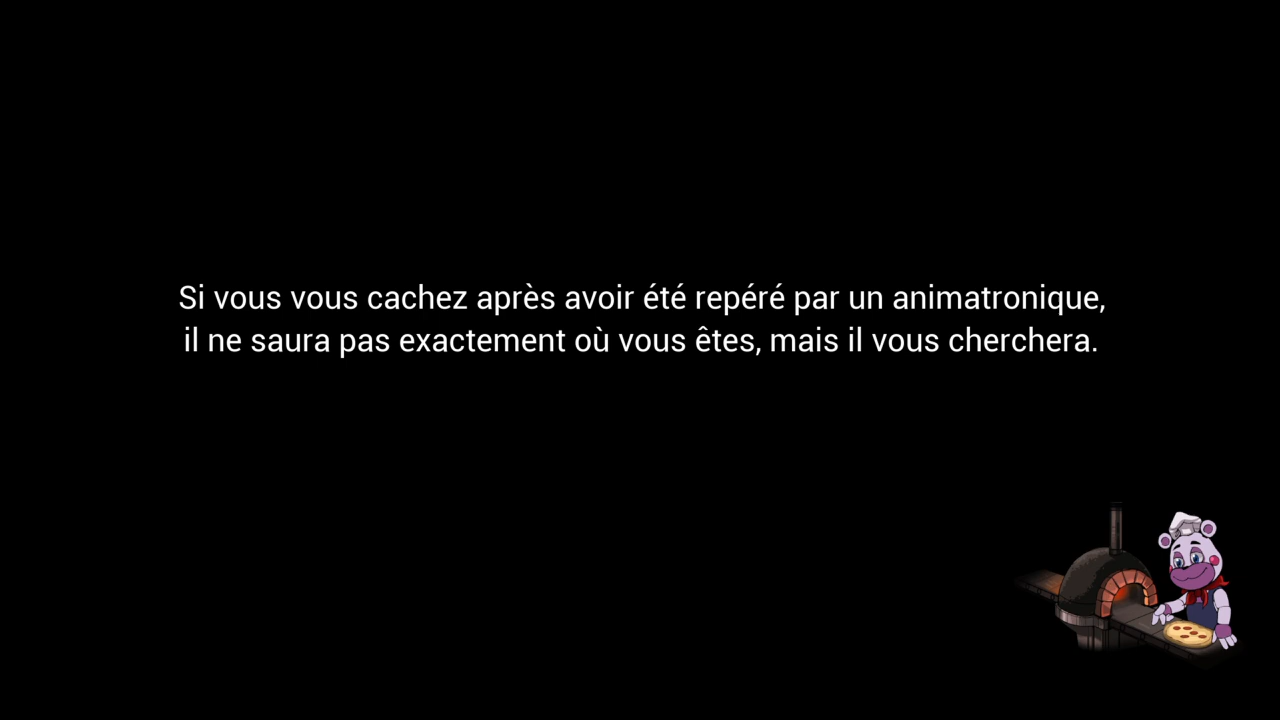 Si vous vous cachez après avoir été repéré par un animatronique,
il ne saura pas exactement où vous êtes, mais il vous cherchera.